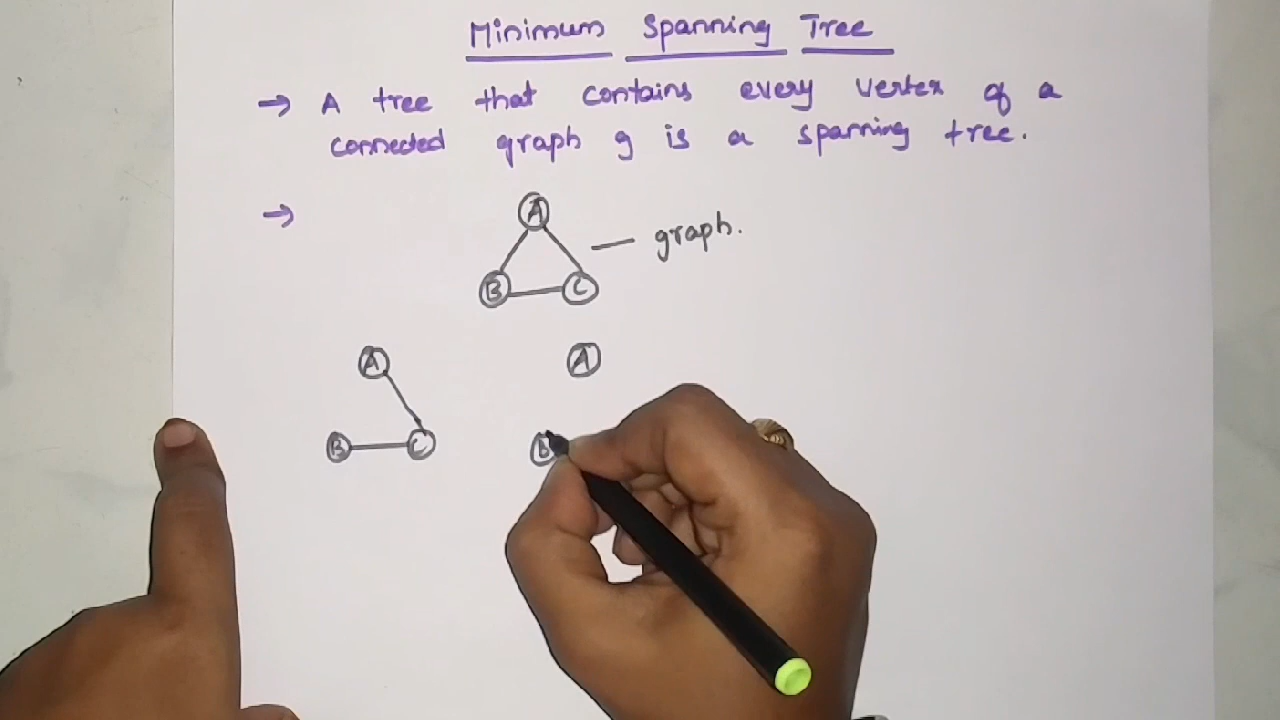 Minimum Spanning Tree
→ A tree that contains every vertex of a
connected graph g is a spanning tree.
→
A
— graph.
B C
A A
B C B